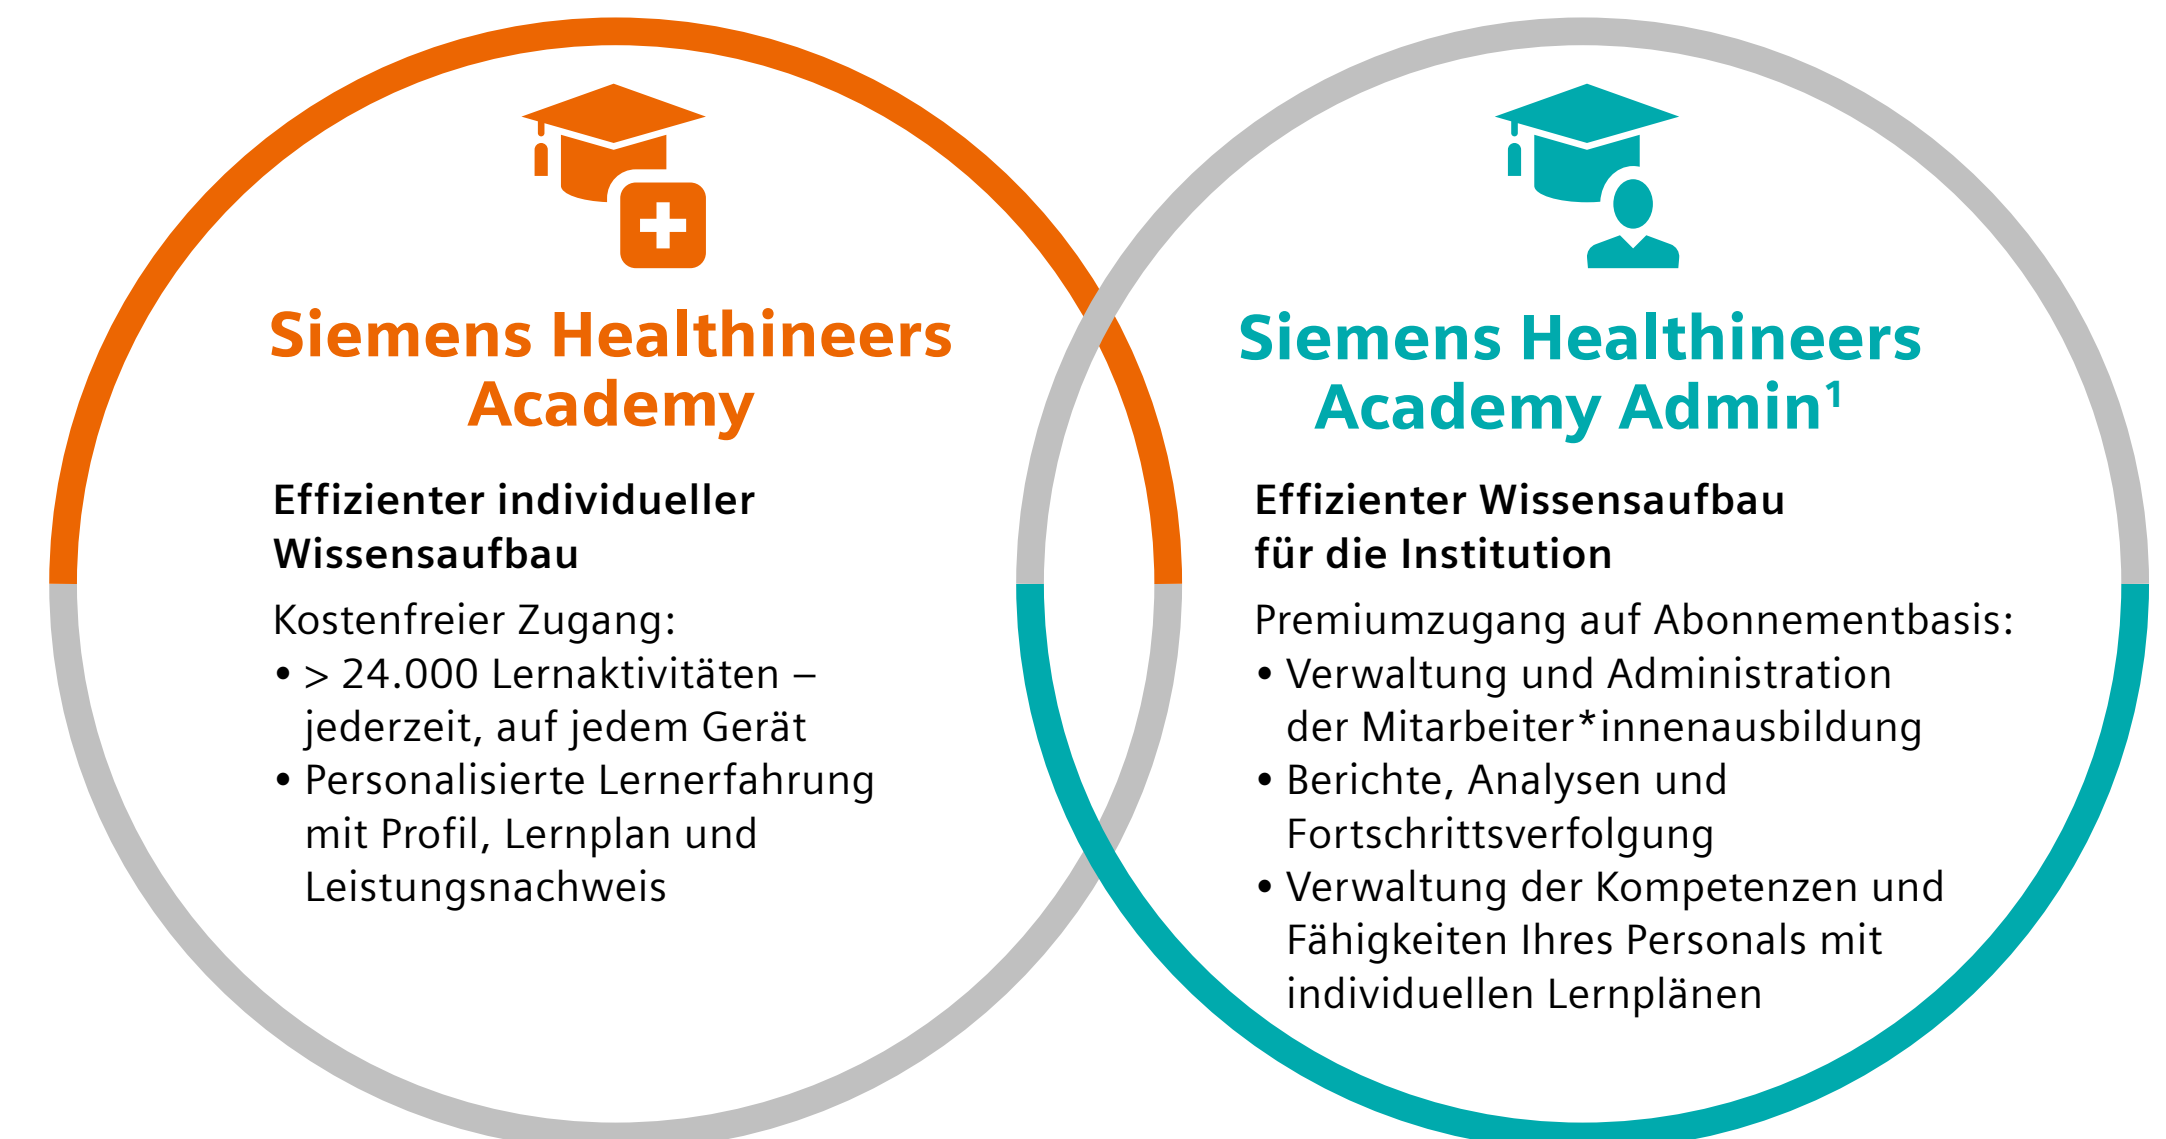 Siemens Healthineers
Academy
Effizienter individueller
Wissensaufbau
Kostenfreier Zugang:
• > 24.000 Lernaktivitäten –
jederzeit, auf jedem Gerät
• Personalisierte Lernerfahrung
mit Profil, Lernplan und
Leistungsnachweis
Siemens Healthineers
Academy Admin¹
Effizienter Wissensaufbau
für die Institution
Premiumzugang auf Abonnementbasis:
• Verwaltung und Administration
der Mitarbeiter*innenausbildung
• Berichte, Analysen und
Fortschrittsverfolgung
• Verwaltung der Kompetenzen und
Fähigkeiten Ihres Personals mit
individuellen Lernplänen